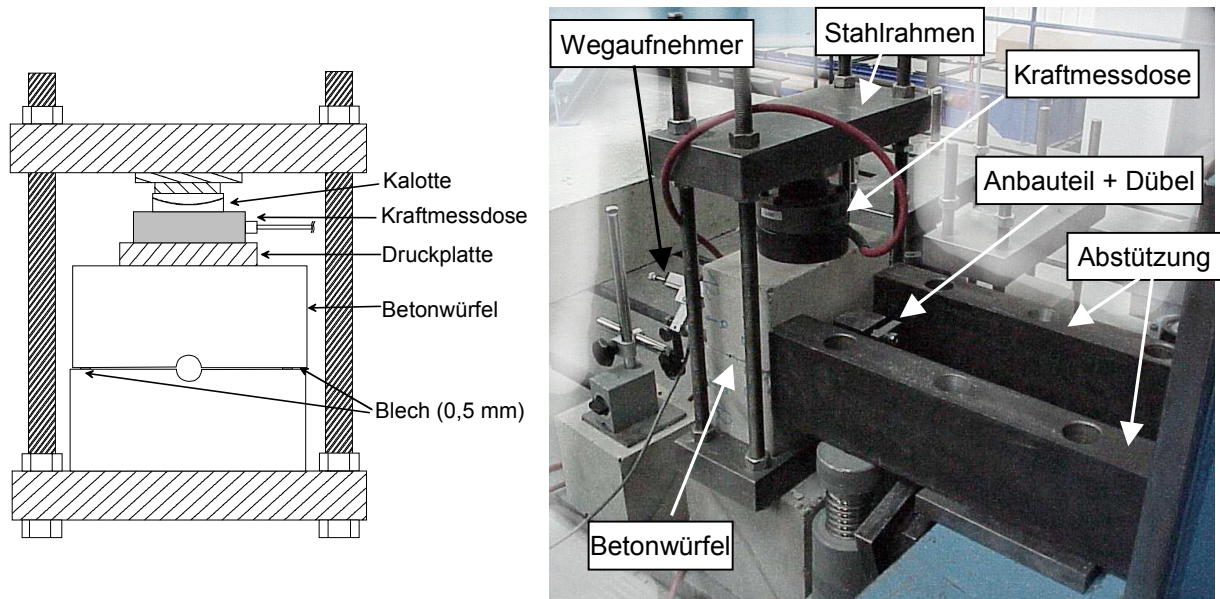 Kalotte
Kraftmessdose
Druckplatte
Betonwürfel
Blech (0,5 mm)
Wegaufnehmer
Stahlrahmen
Kraftmessdose
Anbauteil + Dübel
Abstützung
Betonwürfel